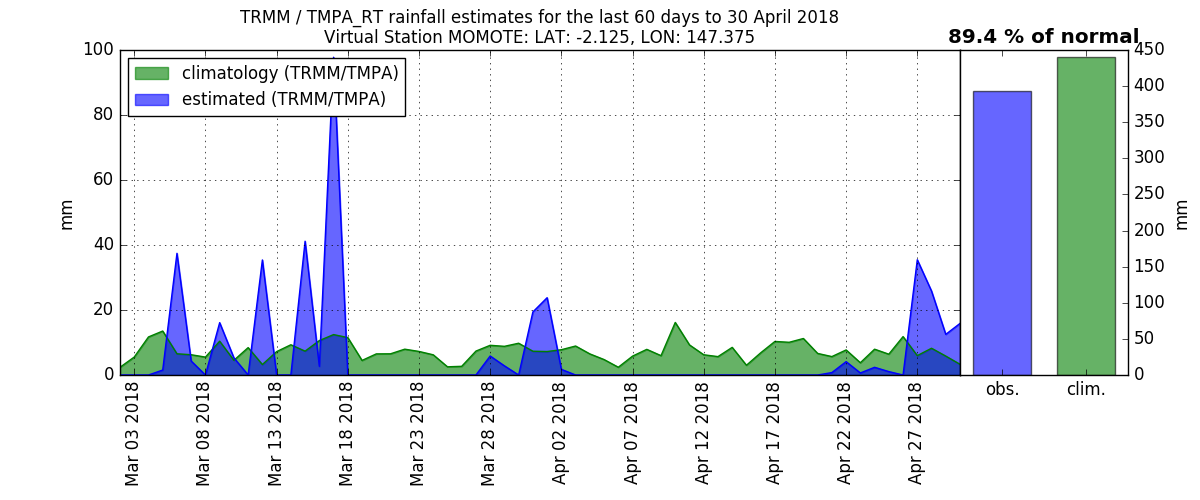 TRMM / TMPA_RT rainfall estimates for the last 60 days to 30 April 2018
Virtual Station MOMOTE: LAT: -2.125, LON: 147.375
89.4 % of normal
climatology (TRMM/TMPA)
estimated (TRMM/TMPA)
100
80
60
40
20
0
mm
Mar 03 2018
Mar 08 2018
Mar 13 2018
Mar 18 2018
Mar 23 2018
Mar 28 2018
Apr 02 2018
Apr 07 2018
Apr 12 2018
Apr 17 2018
Apr 22 2018
Apr 27 2018
obs.
clim.
450
400
350
300
250
200
150
100
50
0
mm